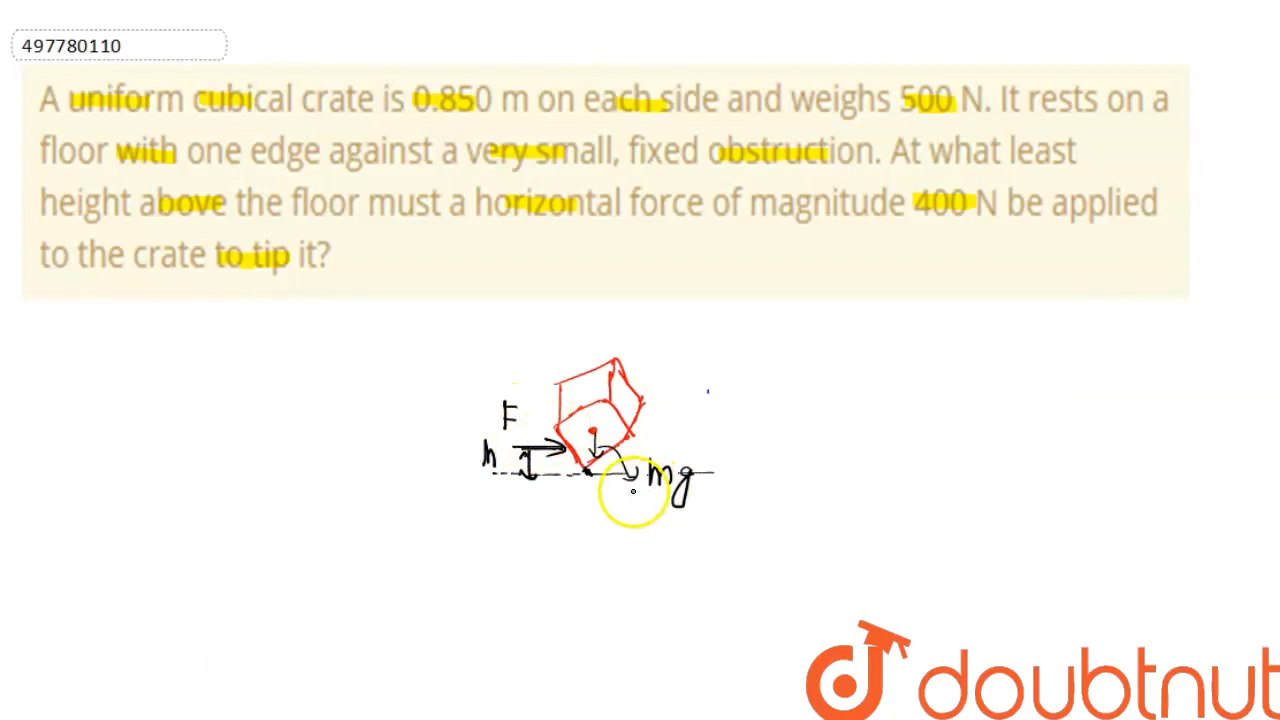 497780110
A uniform cubical crate is 0.850 m on each side and weighs 500 N. It rests on a
floor with one edge against a very small, fixed obstruction. At what least
height above the floor must a horizontal force of magnitude 400 N be applied
to the crate to tip it?
F
h
mg
doubtnut